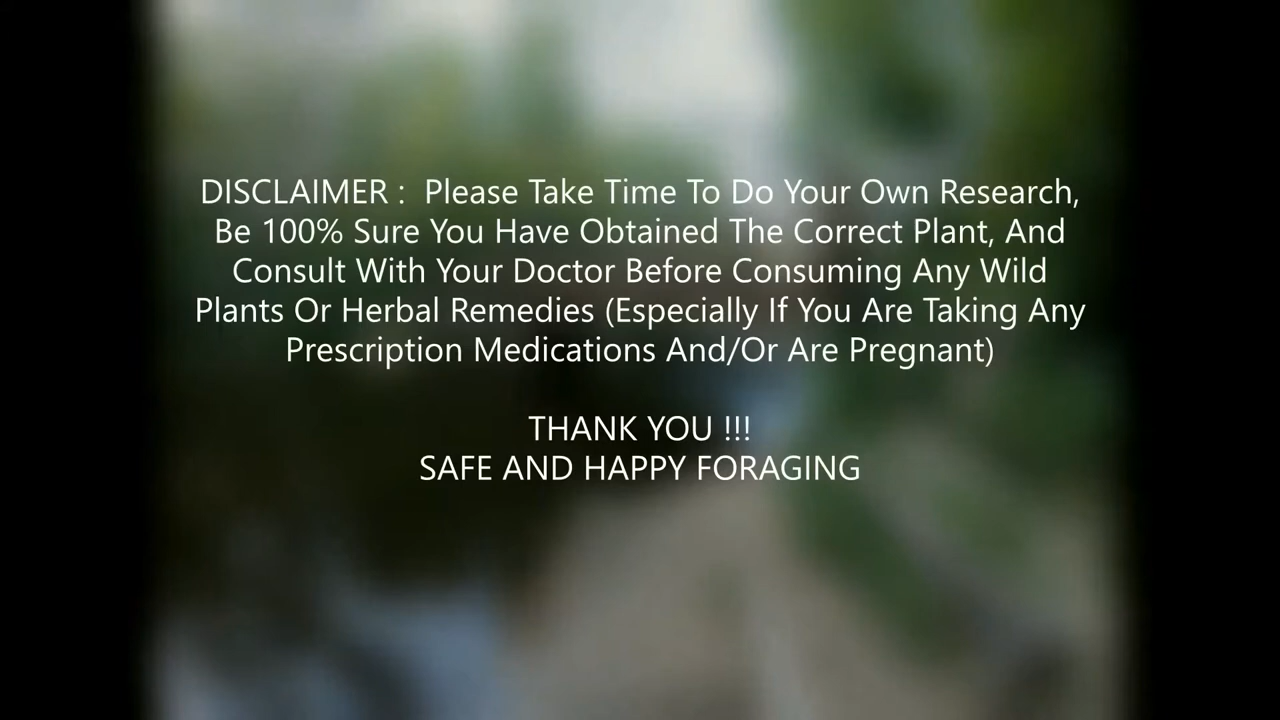 DISCLAIMER :  Please Take Time To Do Your Own Research,
Be 100% Sure You Have Obtained The Correct Plant, And
Consult With Your Doctor Before Consuming Any Wild
Plants Or Herbal Remedies (Especially If You Are Taking Any
Prescription Medications And/Or Are Pregnant)
THANK YOU !!!
SAFE AND HAPPY FORAGING